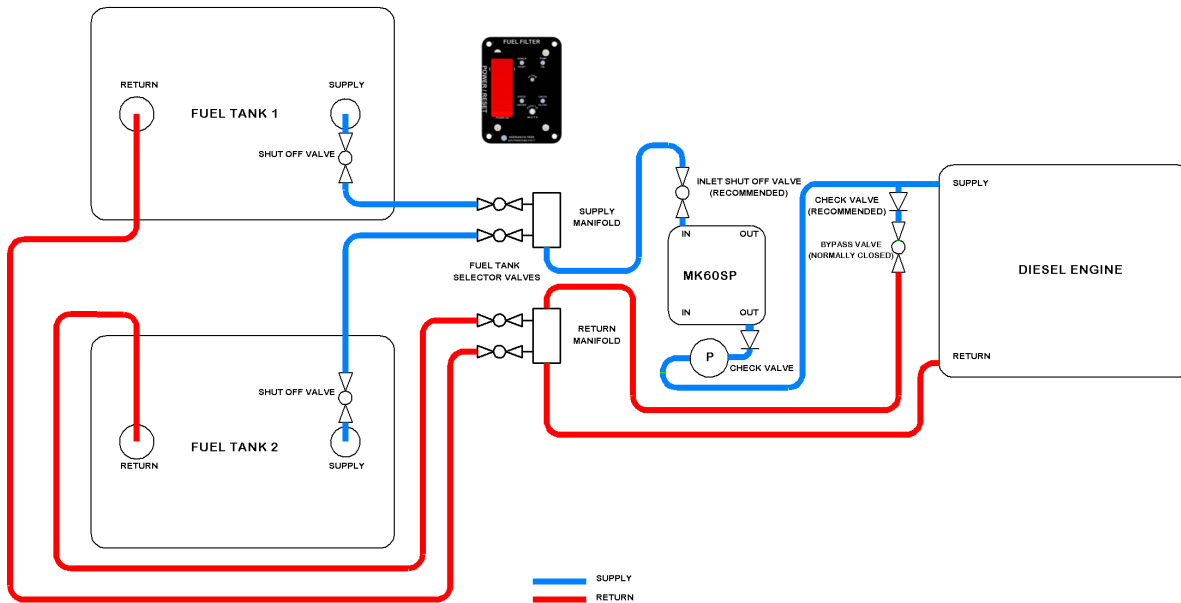 FUEL FILTER
POWER / RESET
RETURN
SUPPLY
FUEL TANK 1
SHUT OFF VALVE
SUPPLY
MANIFOLD
FUEL TANK
SELECTOR VALVES
INLET SHUT OFF VALVE
(RECOMMENDED)
IN
OUT
MK60SP
IN
OUT
P
CHECK VALVE
CHECK VALVE
(RECOMMENDED)
BYPASS VALVE
(NORMALLY CLOSED)
SUPPLY
DIESEL ENGINE
RETURN
RETURN
MANIFOLD
SHUT OFF VALVE
FUEL TANK 2
RETURN
SUPPLY
SUPPLY
RETURN